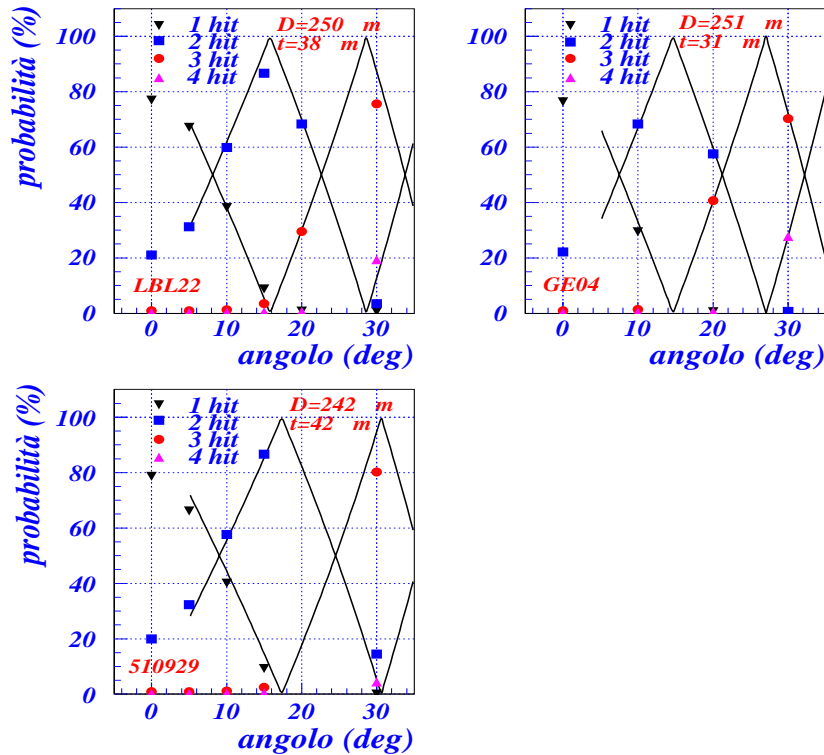 1 hit
2 hit
3 hit
4 hit
D=250 m
t=38 m
100
80
60
40
20
0
probabilità (%)
LBL22
0
10
20
30
angolo (deg)
1 hit
2 hit
3 hit
4 hit
D=251 m
t=31 m
100
80
60
40
20
0
probabilità (%)
GE04
0
10
20
30
angolo (deg)
1 hit
2 hit
3 hit
4 hit
D=242 m
t=42 m
100
80
60
40
20
0
probabilità (%)
510929
0
10
20
30
angolo (deg)